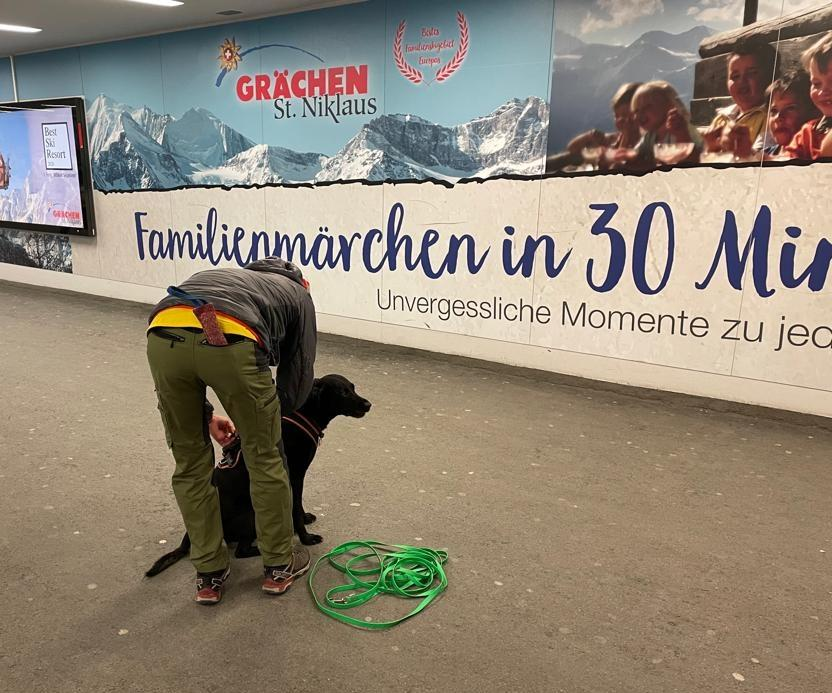 Best
Ski
Resort
GRÄCHEN
GRÄCHEN
St. Niklaus
Bestes
Familienskigebiet
Europas
Familienmärchen in 30 Min
Unvergessliche Momente zu jed